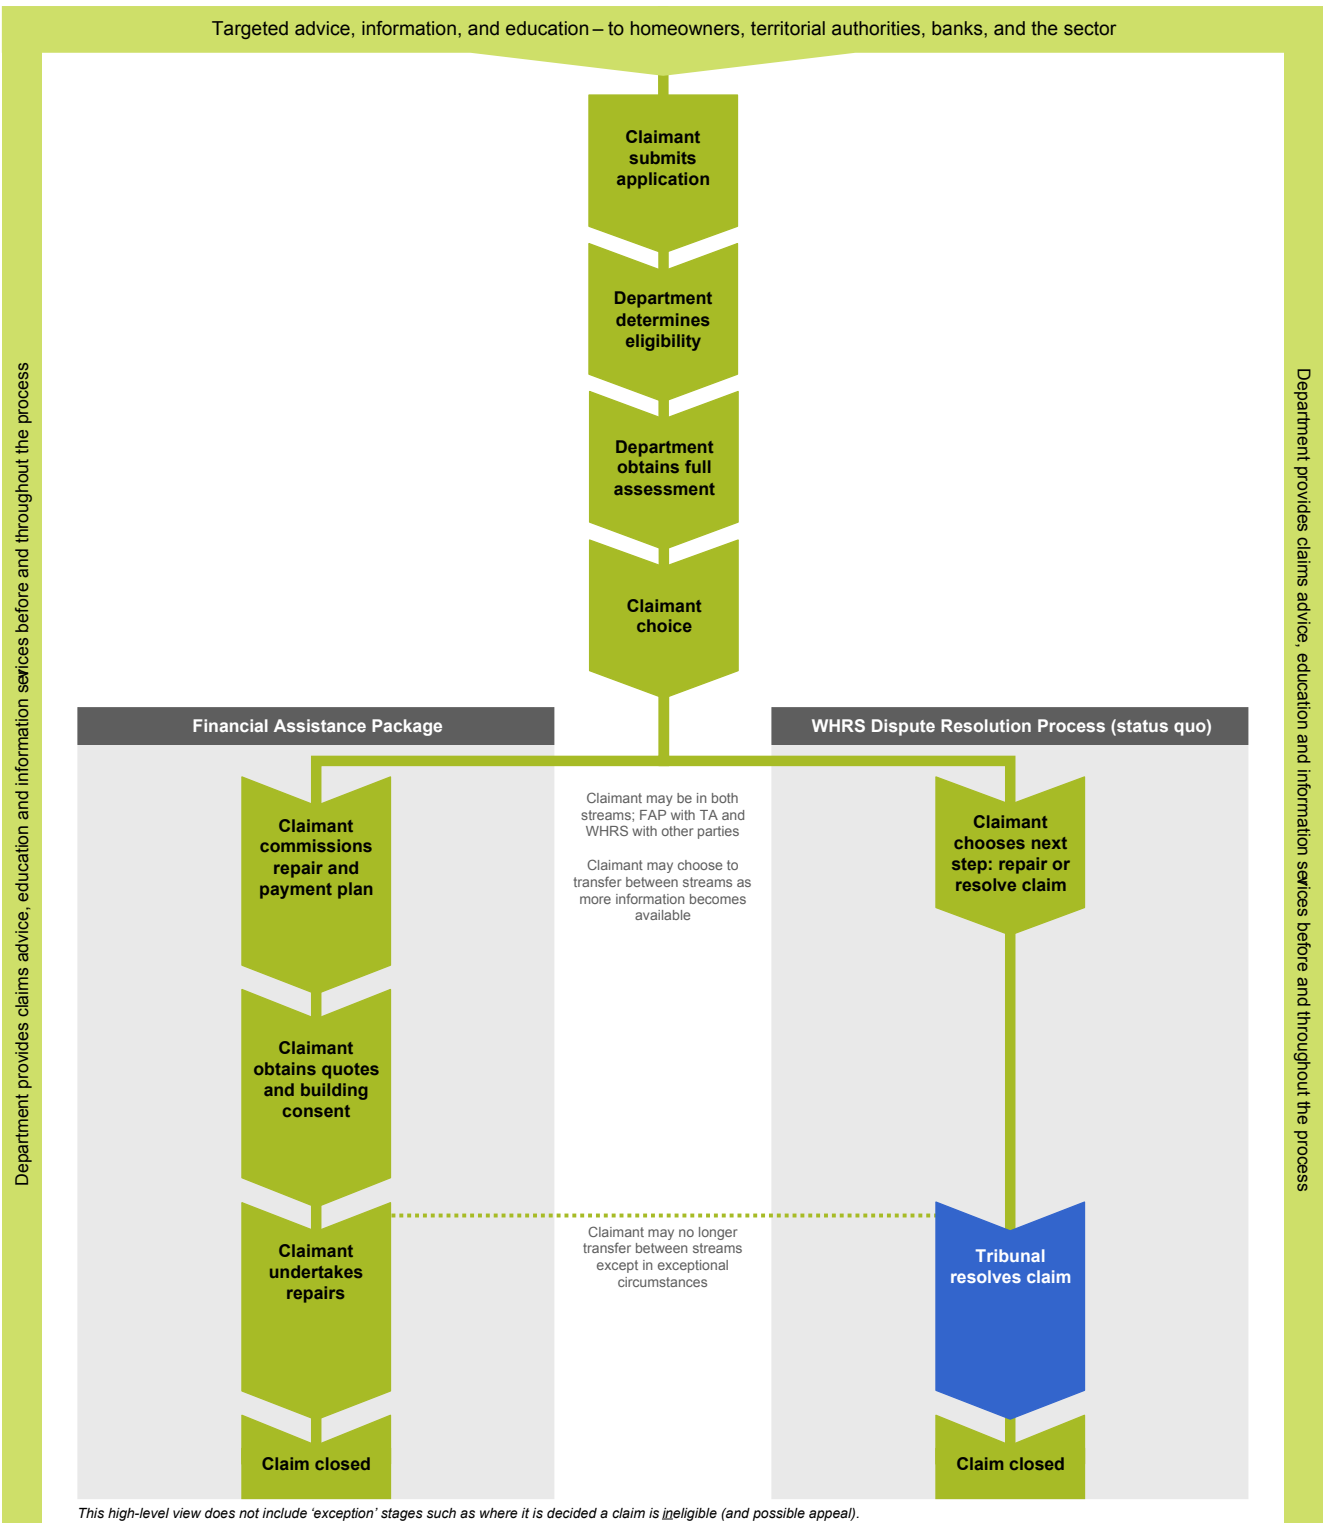 Targeted advice, information, and education – to homeowners, territorial authorities, banks, and the sector
Department provides claims advice, education and information services before and throughout the process
Claimant
submits
application
Department
determines
eligibility
Department
obtains full
assessment
Claimant
choice
Financial Assistance Package
Claimant
commissions
repair and
payment plan
Claimant
obtains quotes
and building
consent
Claimant
undertakes
repairs
Claim closed
Claimant may be in both
streams; FAP with TA and
WHRS with other parties
Claimant may choose to
transfer between streams as
more information becomes
available
Claimant may no longer
transfer between streams
except in exceptional
circumstances
WHRS Dispute Resolution Process (status quo)
Claimant
chooses next
step: repair or
resolve claim
Tribunal
resolves claim
Claim closed
Department provides claims advice, education and information services before and throughout the process
This high-level view does not include ‘exception’ stages such as where it is decided a claim is ineligible (and possible appeal).